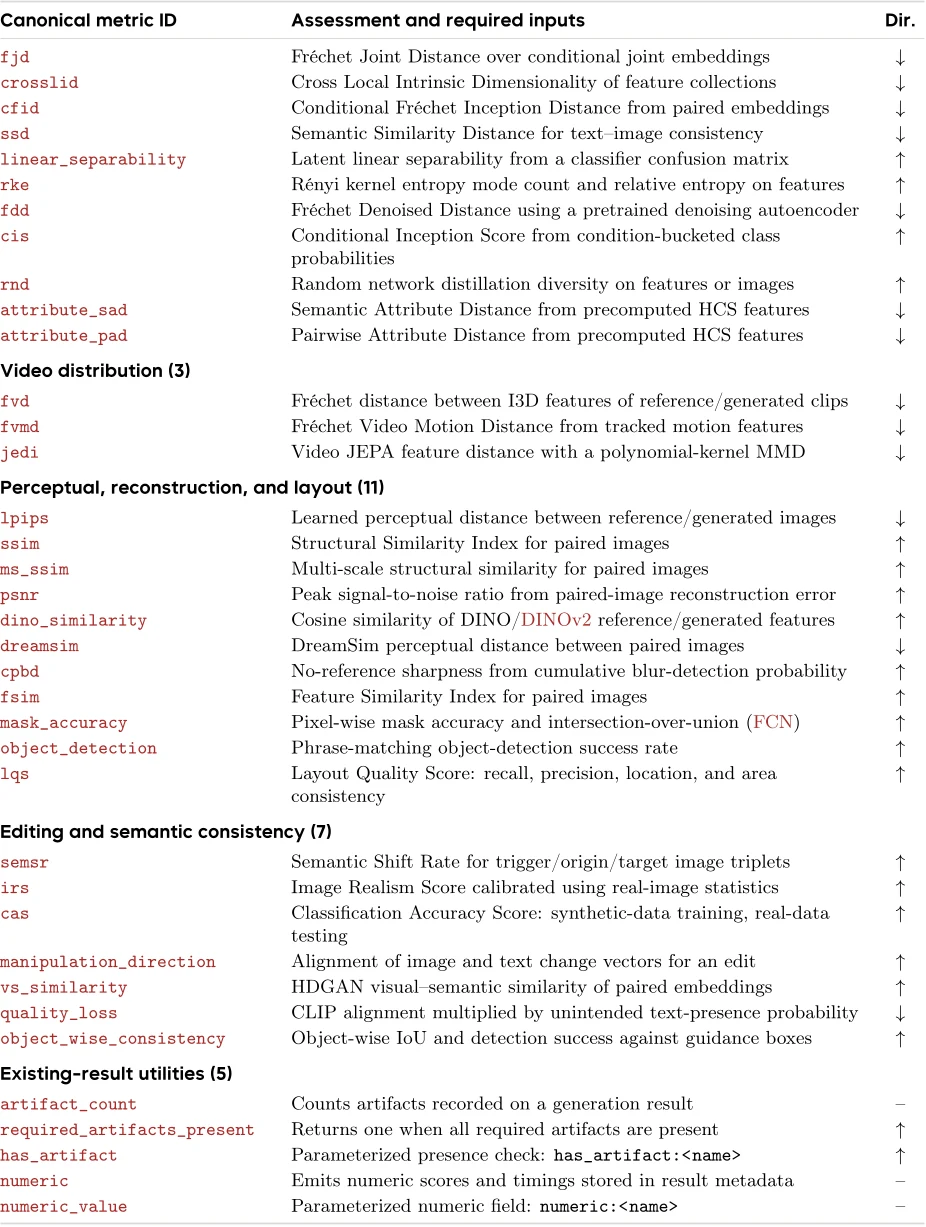 Canonical metric ID Assessment and required inputs Dir.
fjd Fréchet Joint Distance over conditional joint embeddings ↓
crosslid Cross Local Intrinsic Dimensionality of feature collections ↓
cfid Conditional Fréchet Inception Distance from paired embeddings ↓
ssd Semantic Similarity Distance for text–image consistency ↓
linear_separability Latent linear separability from a classifier confusion matrix ↑
rke Rényi kernel entropy mode count and relative entropy on features ↑
fdd Fréchet Denoised Distance using a pretrained denoising autoencoder ↓
cis Conditional Inception Score from condition-bucketed class ↑
probabilities
rnd Random network distillation diversity on features or images ↑
attribute_sad Semantic Attribute Distance from precomputed HCS features ↓
attribute_pad Pairwise Attribute Distance from precomputed HCS features ↓
Video distribution (3)
fvd Fréchet distance between I3D features of reference/generated clips ↓
fvmd Fréchet Video Motion Distance from tracked motion features ↓
jedi Video JEPA feature distance with a polynomial-kernel MMD ↓
Perceptual, reconstruction, and layout (11)
lpips Learned perceptual distance between reference/generated images ↓
ssim Structural Similarity Index for paired images ↑
ms_ssim Multi-scale structural similarity for paired images ↑
psnr Peak signal-to-noise ratio from paired-image reconstruction error ↑
dino_similarity Cosine similarity of DINO/DINOv2 reference/generated features ↑
dreamsim DreamSim perceptual distance between paired images ↓
cpbd No-reference sharpness from cumulative blur-detection probability ↑
fsim Feature Similarity Index for paired images ↑
mask_accuracy Pixel-wise mask accuracy and intersection-over-union (FCN) ↑
object_detection Phrase-matching object-detection success rate ↑
lqs Layout Quality Score: recall, precision, location, and area ↑
consistency
Editing and semantic consistency (7)
semsr Semantic Shift Rate for trigger/origin/target image triplets ↑
irs Image Realism Score calibrated using real-image statistics ↑
cas Classification Accuracy Score: synthetic-data training, real-data ↑
testing
manipulation_direction Alignment of image and text change vectors for an edit ↑
vs_similarity HDGAN visual–semantic similarity of paired embeddings ↑
quality_loss CLIP alignment multiplied by unintended text-presence probability ↓
object_wise_consistency Object-wise IoU and detection success against guidance boxes ↑
Existing-result utilities (5)
artifact_count Counts artifacts recorded on a generation result –
required_artifacts_present Returns one when all required artifacts are present ↑
has_artifact Parameterized presence check: has_artifact:<name> ↑
numeric Emits numeric scores and timings stored in result metadata –
numeric_value Parameterized numeric field: numeric:<name> –